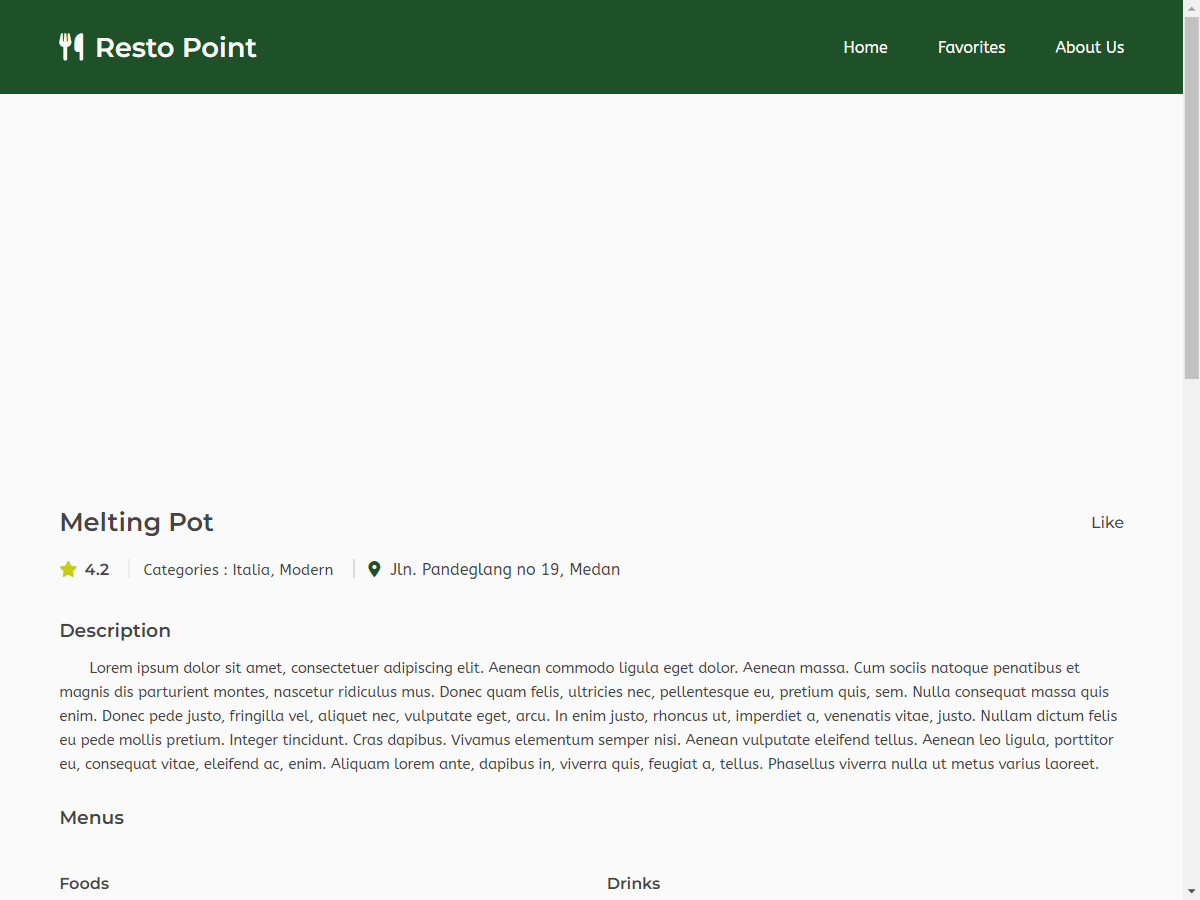 Resto Point
Home
Favorites
About Us
Melting Pot
Like
4.2
Categories : Italia, Modern
Jln. Pandeglang no 19, Medan
Description
Lorem ipsum dolor sit amet, consectetuer adipiscing elit. Aenean commodo ligula eget dolor. Aenean massa. Cum sociis natoque penatibus et
magnis dis parturient montes, nascetur ridiculus mus. Donec quam felis, ultricies nec, pellentesque eu, pretium quis, sem. Nulla consequat massa quis
enim. Donec pede justo, fringilla vel, aliquet nec, vulputate eget, arcu. In enim justo, rhoncus ut, imperdiet a, venenatis vitae, justo. Nullam dictum felis
eu pede mollis pretium. Integer tincidunt. Cras dapibus. Vivamus elementum semper nisi. Aenean vulputate eleifend tellus. Aenean leo ligula, porttitor
eu, consequat vitae, eleifend ac, enim. Aliquam lorem ante, dapibus in, viverra quis, feugiat a, tellus. Phasellus viverra nulla ut metus varius laoreet.
Menus
Foods
Drinks